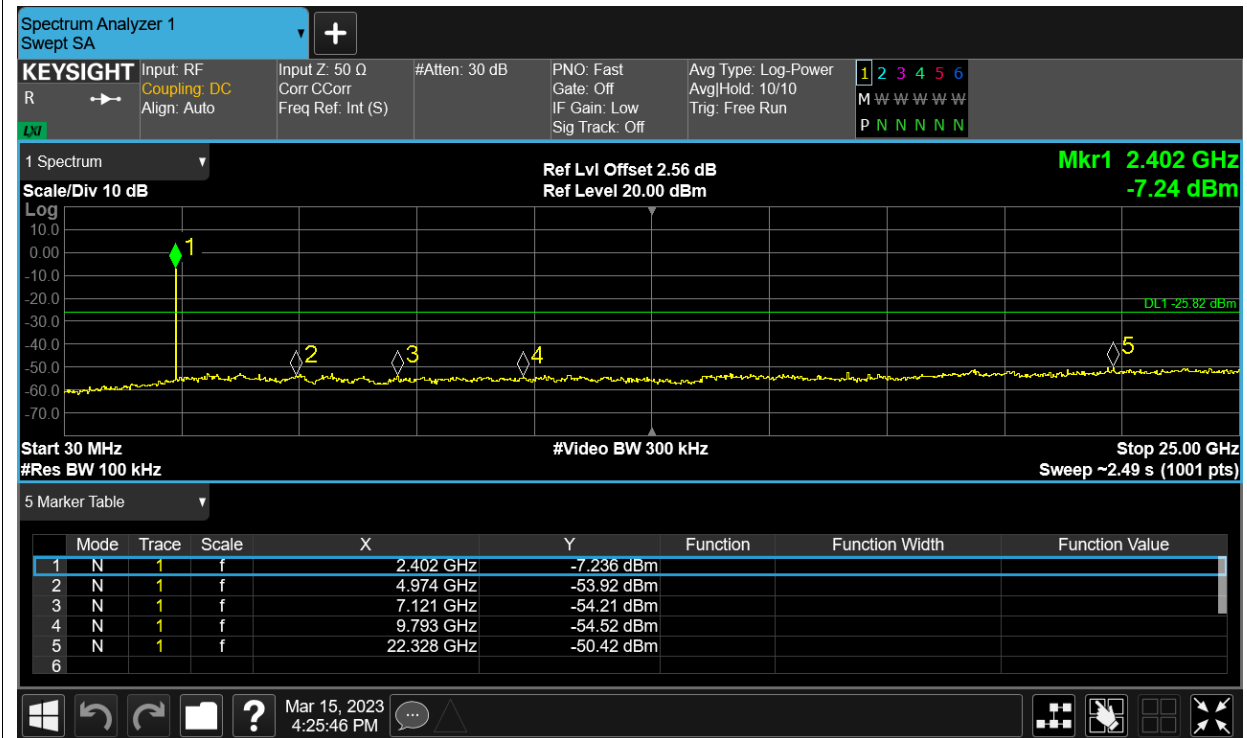 Spectrum Analyzer 1
Swept SA
KEYSIGHT Input: RF Input Z: 50 Ω #Atten: 30 dB PNO: Fast Avg Type: Log-Power 1 2 3 4 5 6
R Coupling: DC Corr CCorr Gate: Off Avg|Hold: 10/10 M W W W W W
Align: Auto Freq Ref: Int (S) IF Gain: Low Trig: Free Run
LXI Sig Track: Off P N N N N N
1 Spectrum Ref Lvl Offset 2.56 dB Mkr1 2.402 GHz
Scale/Div 10 dB Ref Level 20.00 dBm -7.24 dBm
Log
10.0
0.00 1
-10.0
-20.0 DL1 -25.82 dBm
-30.0
-40.0 2 3 4 5
-50.0
-60.0
-70.0
Start 30 MHz #Video BW 300 kHz Stop 25.00 GHz
#Res BW 100 kHz Sweep ~2.49 s (1001 pts)
5 Marker Table
Mode Trace Scale X Y Function Function Width Function Value
1 N 1 f 2.402 GHz -7.236 dBm
2 N 1 f 4.974 GHz -53.92 dBm
3 N 1 f 7.121 GHz -54.21 dBm
4 N 1 f 9.793 GHz -54.52 dBm
5 N 1 f 22.328 GHz -50.42 dBm
6
? Mar 15, 2023
4:25:46 PM